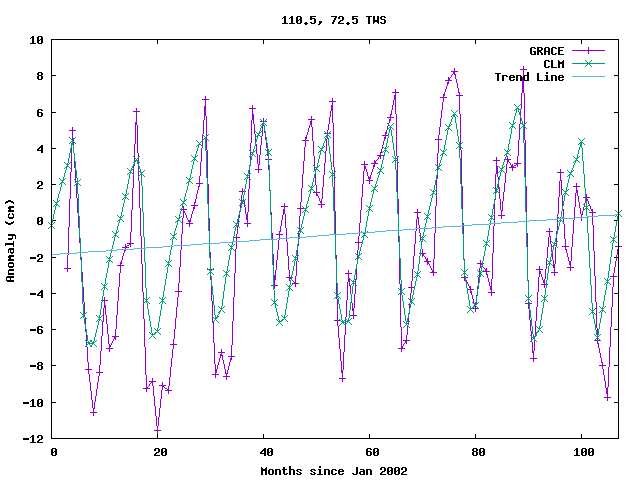 110.5, 72.5 TWS
GRACE
CLM
Trend Line
10
8
6
4
2
0
-2
-4
-6
-8
-10
-12
Anomaly (cm)
0 20 40 60 80 100
Months since Jan 2002